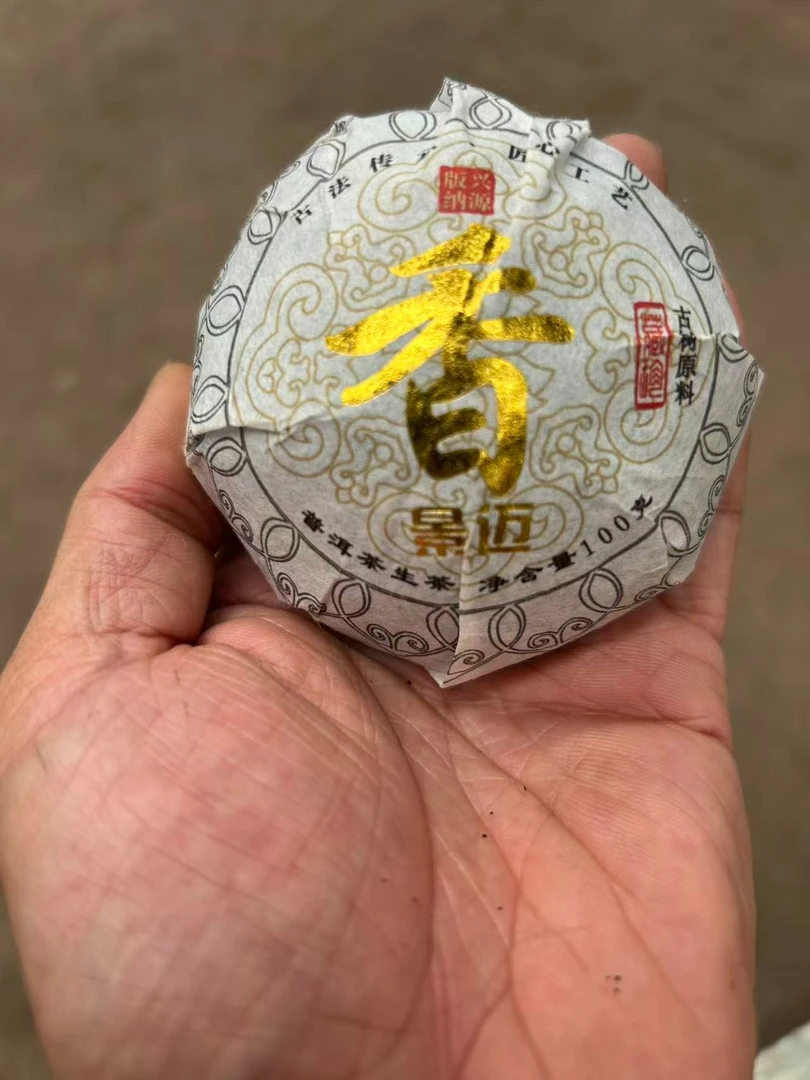 古法传承 匠心工艺
版兴
纳源
香
古树原料
景迈
普洱茶生茶 净含量100克